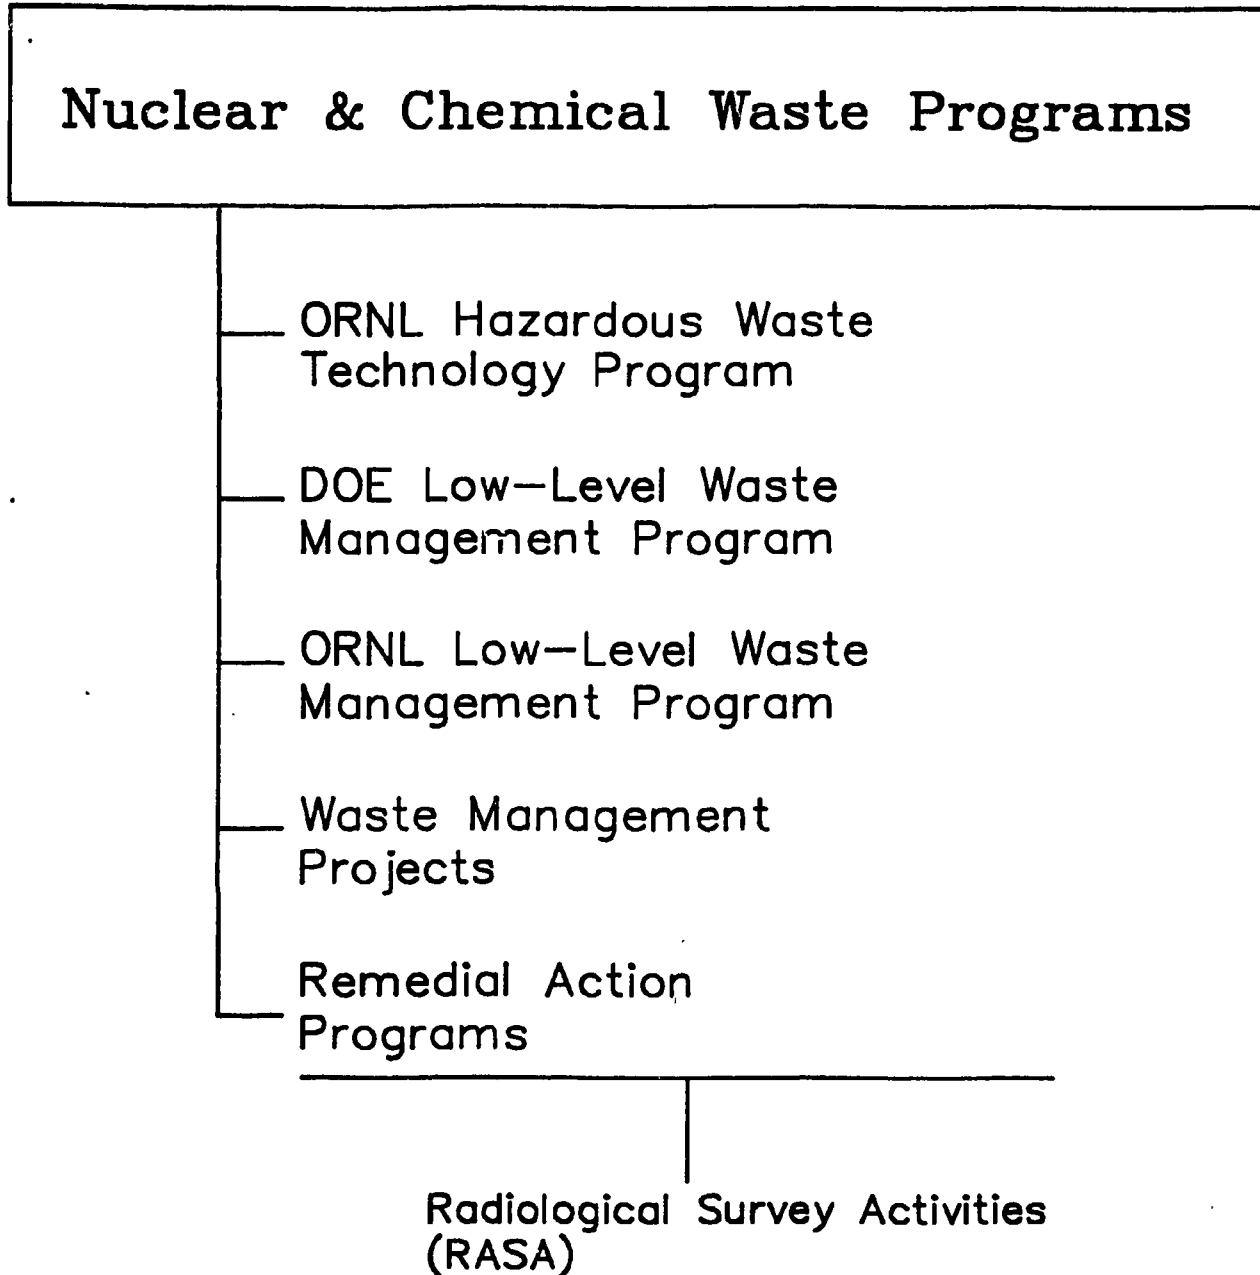 Nuclear & Chemical Waste Programs
ORNL Hazardous Waste
Technology Program
DOE Low-Level Waste
Management Program
ORNL Low-Level Waste
Management Program
Waste Management
Projects
Remedial Action
Programs
Radiological Survey Activities
(RASA)